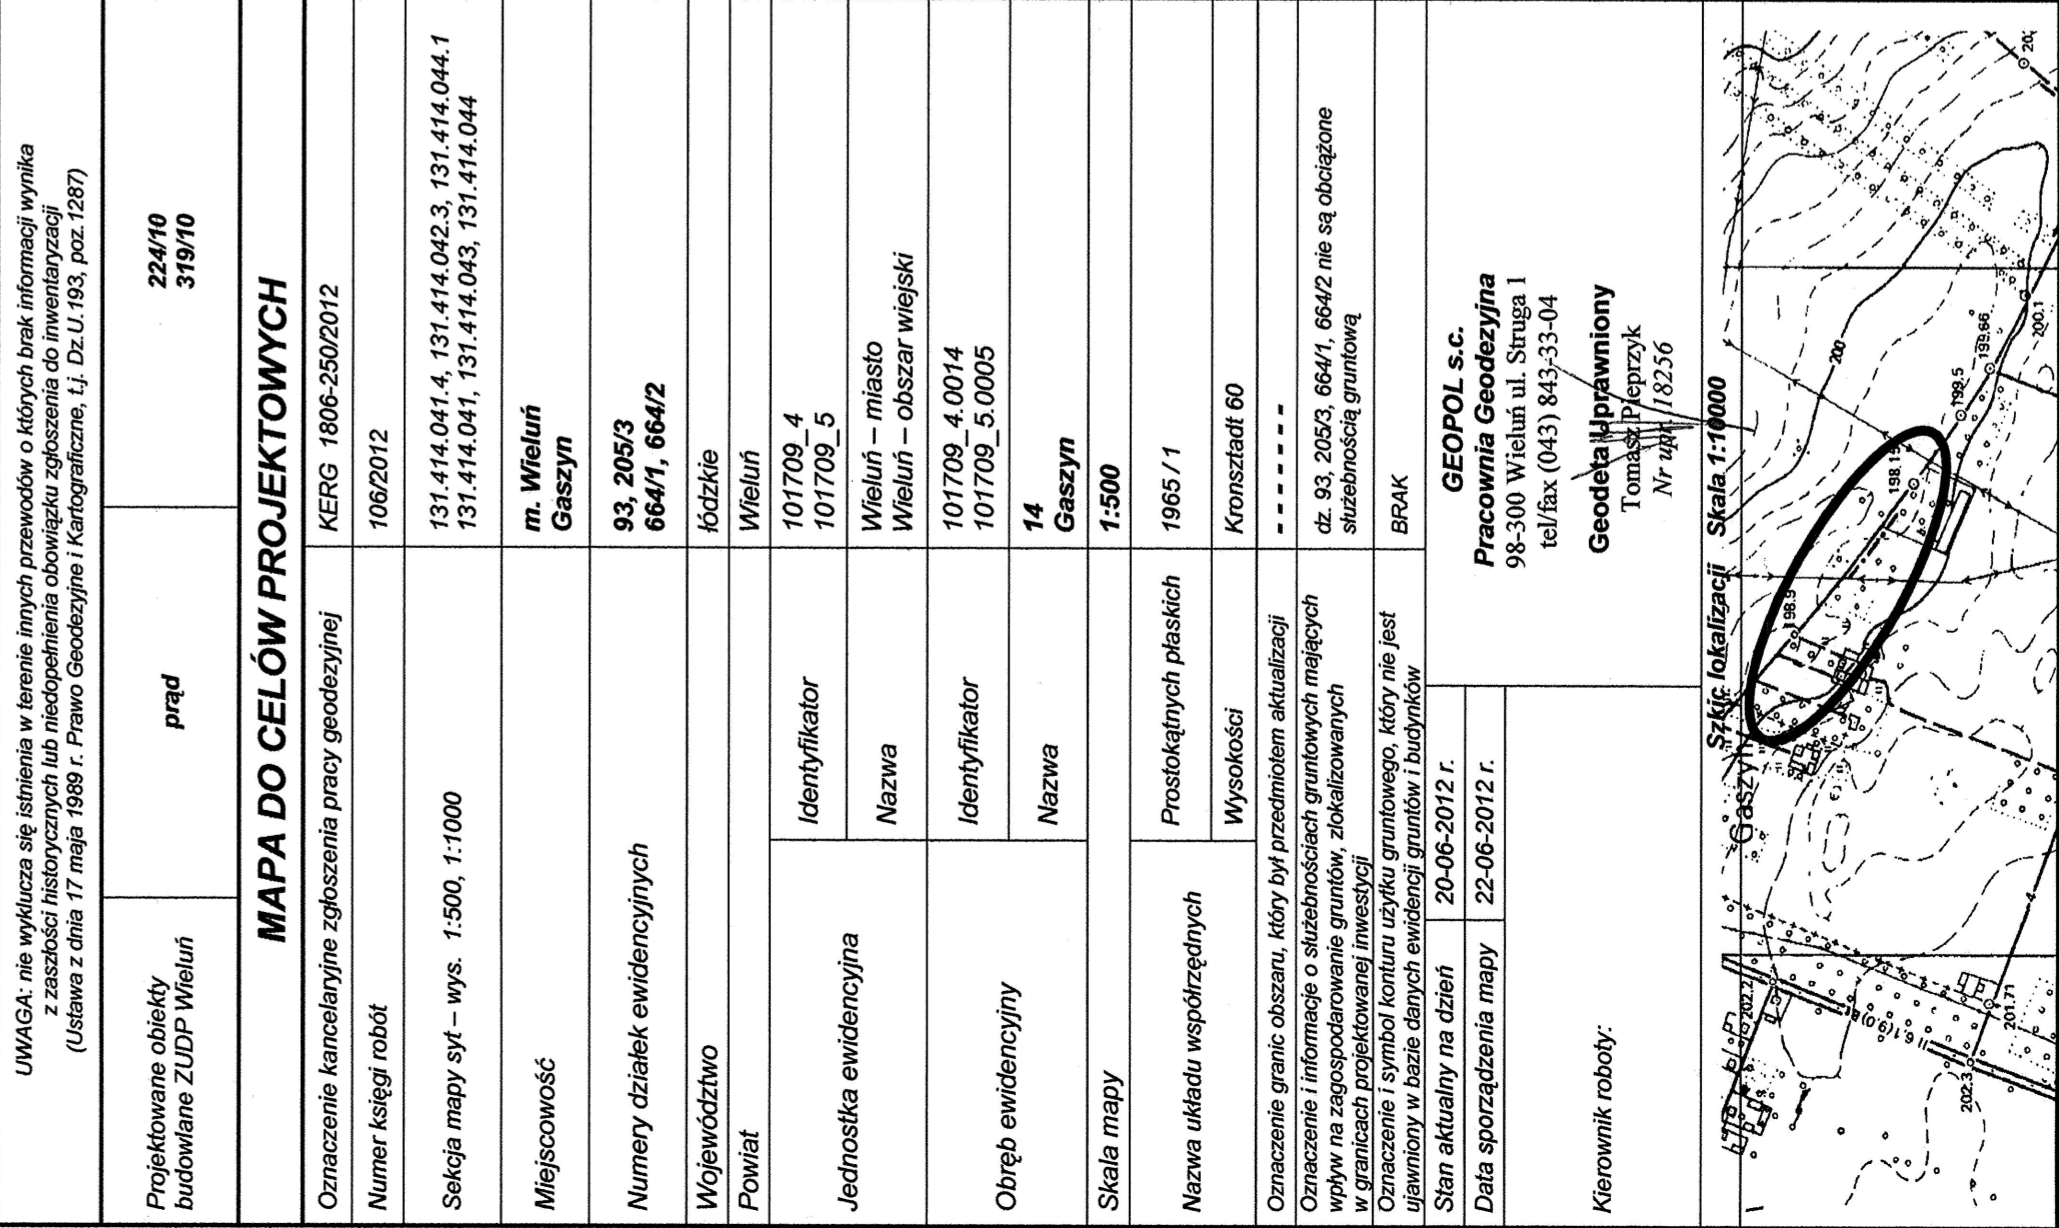 UWAGA: nie wyklucza się istnienia w terenie innych przewodów o których brak informacji wynika
z zaszłości historycznych lub niedopełnienia obowiązku zgłoszenia do inwentaryzacji
(Ustawa z dnia 17 maja 1989 r. Prawo Geodezyjne i Kartograficzne, t.j. Dz.U.193, poz. 1287)
Projektowane obiekty
budowlane ZUDP Wieluń
prąd
224/10
319/10
MAPA DO CELÓW PROJEKTOWYCH
Oznaczenie kancelaryjne zgłoszenia pracy geodezyjnej
KERG 1806-250/2012
Numer księgi robót
106/2012
Sekcja mapy syt – wys. 1:500, 1:1000
131.414.041.4, 131.414.042.3, 131.414.044.1
131.414.041, 131.414.043, 131.414.044
Miejscowość
m. Wieluń
Gaszyn
Numery działek ewidencyjnych
93, 205/3
664/1, 664/2
Województwo
łódzkie
Powiat
Wieluń
Jednostka ewidencyjna
Identyfikator
101709_4
101709_5
Nazwa
Wieluń – miasto
Wieluń – obszar wiejski
Obręb ewidencyjny
Identyfikator
101709_4.0014
101709_5.0005
Nazwa
14
Gaszyn
Skala mapy
1:500
Nazwa układu współrzędnych
Prostokątnych płaskich
1965 / 1
Wysokości
Kronsztadt 60
Oznaczenie granic obszaru, który był przedmiotem aktualizacji
------
Oznaczenie i informacje o służebnościach gruntowych mających
wpływ na zagospodarowanie gruntów, zlokalizowanych
w granicach projektowanej inwestycji
dz. 93, 205/3, 664/1, 664/2 nie są obciążone
służebnością gruntową
Oznaczenie i symbol konturu użytku gruntowego, który nie jest
ujawniony w bazie danych ewidencji gruntów i budynków
BRAK
Stan aktualny na dzień
20-06-2012 r.
Data sporządzenia mapy
22-06-2012 r.
Kierownik roboty:
GEOPOL s.c.
Pracownia Geodezyjna
98-300 Wieluń ul. Struga 1
tel/fax (043) 843-33-04
Geodeta Uprawniony
Tomasz Pieprzyk
Nr upr. 18256
Szkic lokalizacji Skala 1:10000
Gaszyn
202.2
198.9
198.15
200
199.5
199.66
200.1
20
4
201.71
202.3